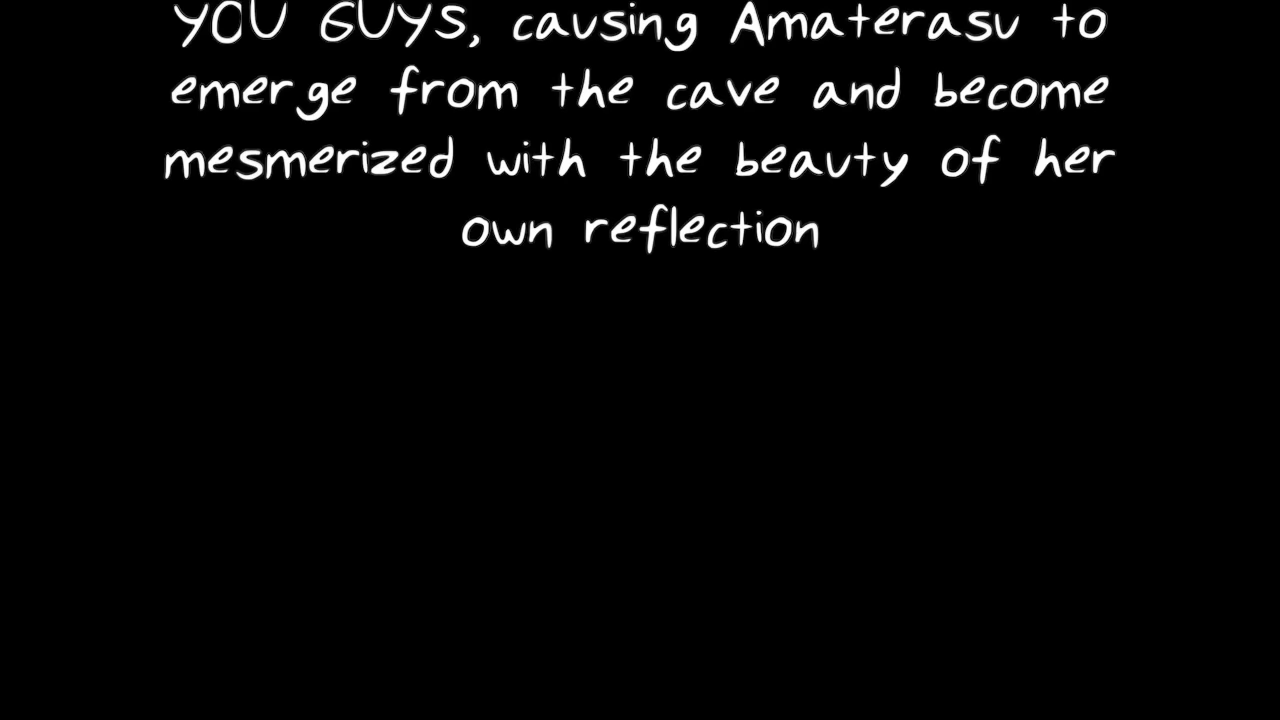 YOU GUYS, causing Amaterasu to
emerge from the cave and become
mesmerized with the beauty of her
own reflection